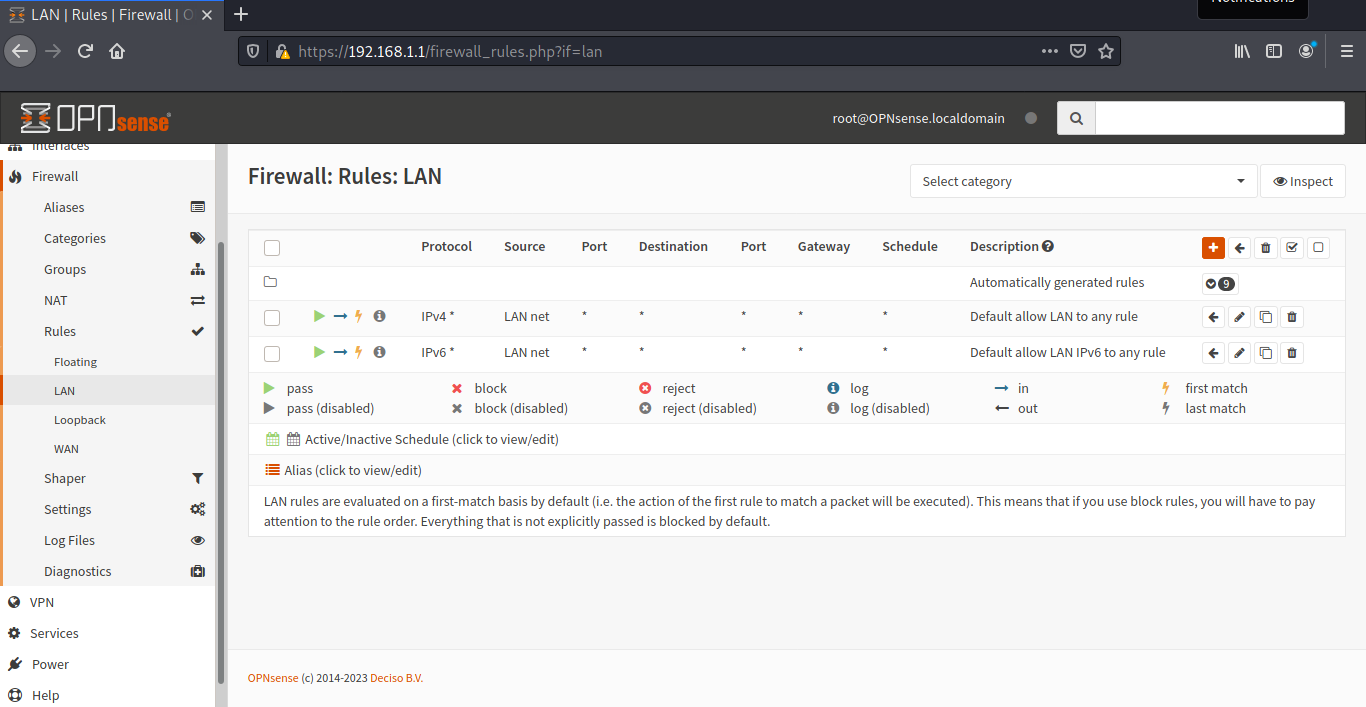 Notifications
LAN | Rules | Firewall | O
https://192.168.1.1/firewall_rules.php?if=lan
OPNsense
root@OPNsense.localdomain
Interfaces
Firewall
Aliases
Categories
Groups
NAT
Rules
Floating
LAN
Loopback
WAN
Shaper
Settings
Log Files
Diagnostics
VPN
Services
Power
Help
Firewall: Rules: LAN
Select category
Inspect
Protocol Source Port Destination Port Gateway Schedule Description
Automatically generated rules 9
IPv4 * LAN net * * * * * Default allow LAN to any rule
IPv6 * LAN net * * * * * Default allow LAN IPv6 to any rule
pass block reject log in first match
pass (disabled) block (disabled) reject (disabled) log (disabled) out last match
Active/Inactive Schedule (click to view/edit)
Alias (click to view/edit)
LAN rules are evaluated on a first-match basis by default (i.e. the action of the first rule to match a packet will be executed). This means that if you use block rules, you will have to pay
attention to the rule order. Everything that is not explicitly passed is blocked by default.
OPNsense (c) 2014-2023 Deciso B.V.